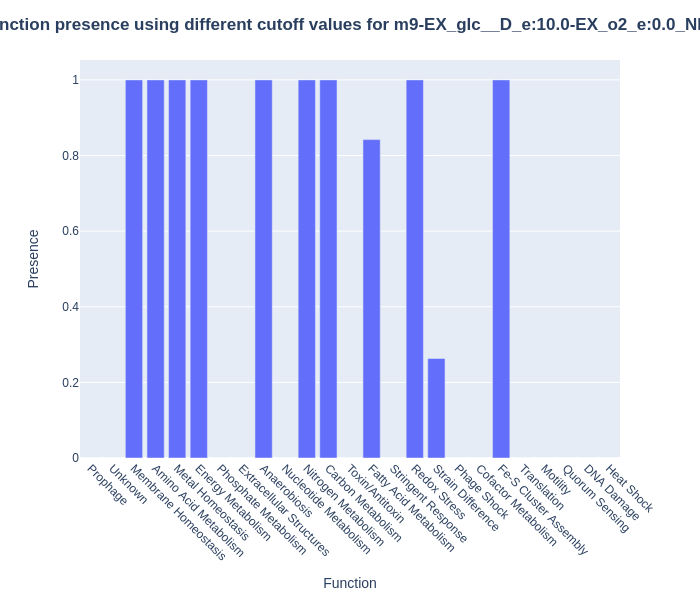 nction presence using different cutoff values for m9-EX_glc__D_e:10.0-EX_o2_e:0.0_N
1
0.8
0.6
0.4
0.2
0
Presence
Prophage
Unknown
Membrane Homeostasis
Amino Acid Metabolism
Metal Homeostasis
Energy Metabolism
Phosphate Metabolism
Extracellular Structures
Anaerobiosis
Nucleotide Metabolism
Nitrogen Metabolism
Carbon Metabolism
Toxin/Antitoxin
Fatty Acid Metabolism
Stringent Response
Redox Stress
Strain Difference
Phage Shock
Cofactor Metabolism
Fe-S Cluster Assembly
Translation
Motility
Quorum Sensing
DNA Damage
Heat Shock
Function